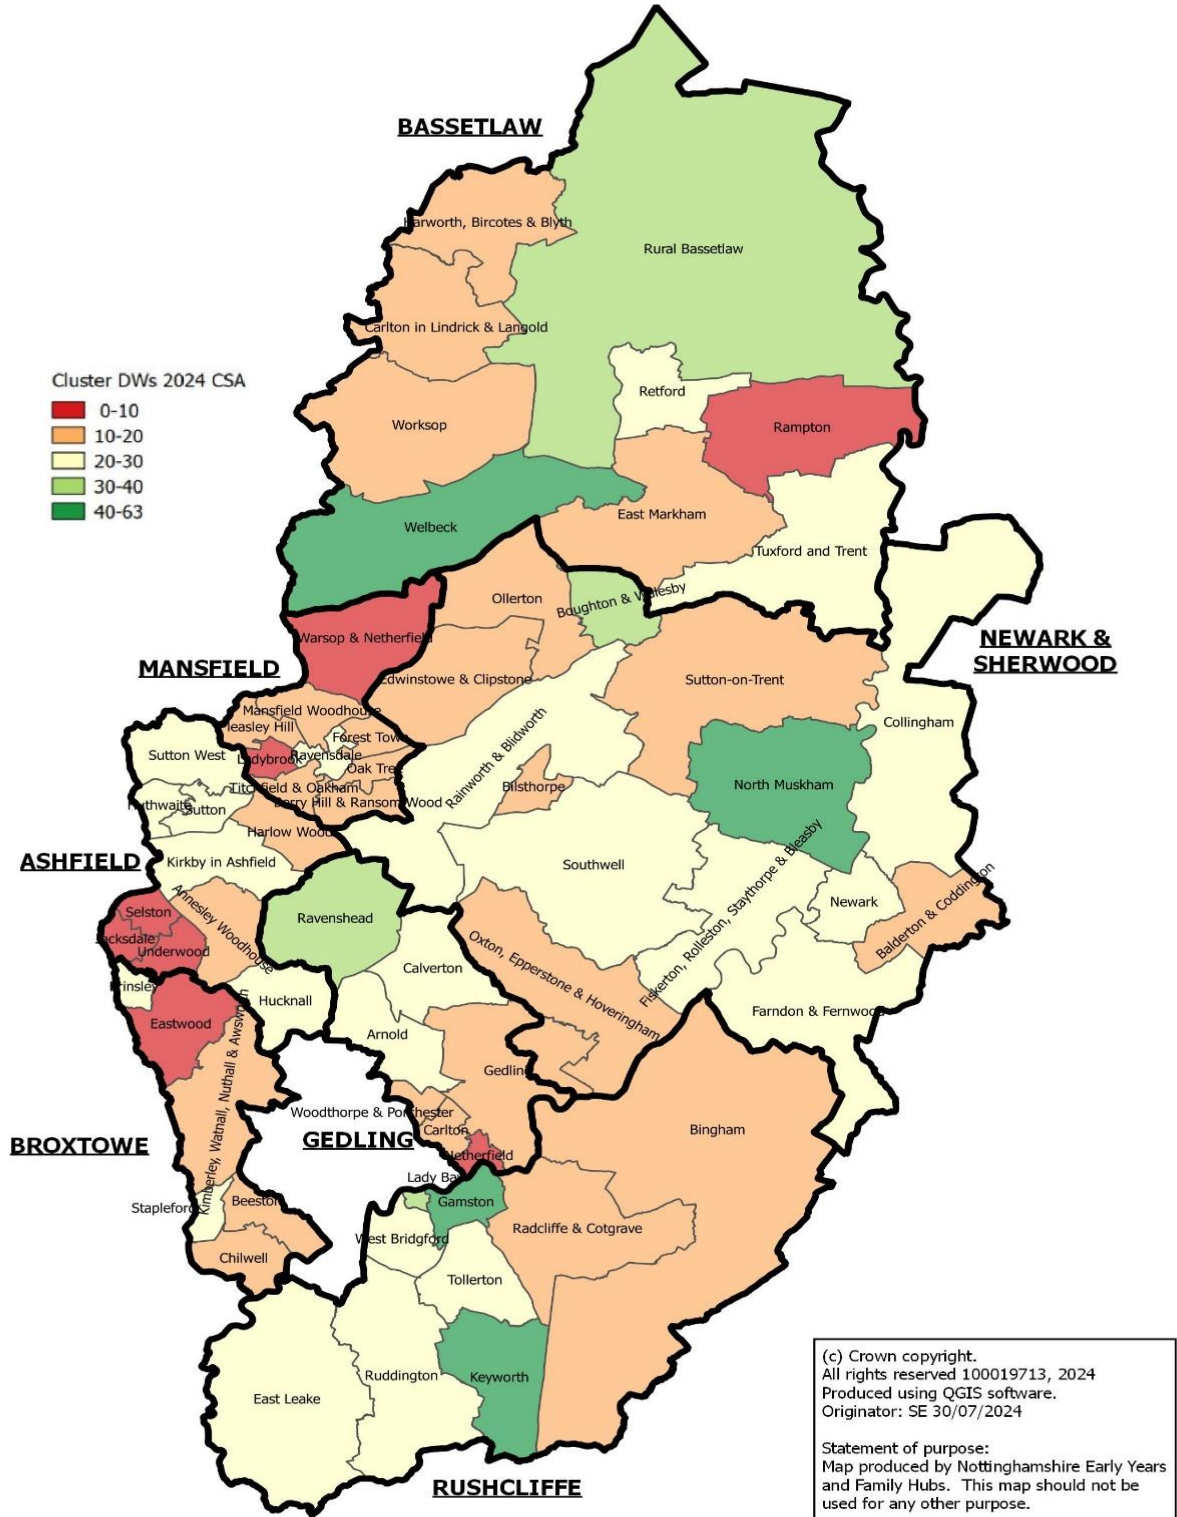 BASSETLAW
Harworth, Bircotes & Blyth
Rural Bassetlaw
Carlton in Lindrick & Langold
Cluster DWs 2024 CSA
0-10
10-20
20-30
30-40
40-63
Retford
Worksop
Rampton
East Markham
Welbeck
Tuxford and Trent
Ollerton
Boughton & Walesby
Warsop & Netherfield
NEWARK &
SHERWOOD
MANSFIELD
Edwinstowe & Clipstone
Sutton-on-Trent
Mansfield Woodhouse
Teasley Hill
Collingham
Forest Town
Sutton West
Ladybrook
Ravensdale
Oak Tree
Rainworth & Blidworth
Bilsthorpe
North Muskham
Titchfield & Oakham
Berry Hill & Ransom Wood
Huthwaite
Sutton
Harlow Wood
ASHFIELD
Kirkby in Ashfield
Southwell
Fiskerton, Rolleston, Staythorpe & Bleasby
Newark
Balderton & Coddington
Annesley Woodhouse
Selston
Ravenshead
Jacksdale
Underwood
Oxton, Epperstone & Hoveringham
Calverton
Brinsley
Hucknall
Farndon & Fernwood
Eastwood
Arnold
Kimberley, Watnall, Nuthall & Awsworth
Gedling
Woodthorpe & Porchester
Bingham
BROXTOWE
GEDLING
Carlton
Netherfield
Lady Bay
Stapleford
Beeston
Gamston
Radcliffe & Cotgrave
West Bridgford
Chilwell
Tollerton
Ruddington
Keyworth
East Leake
RUSHCLIFFE
(c) Crown copyright.
All rights reserved 100019713, 2024
Produced using QGIS software.
Originator: SE 30/07/2024
Statement of purpose:
Map produced by Nottinghamshire Early Years
and Family Hubs. This map should not be
used for any other purpose.